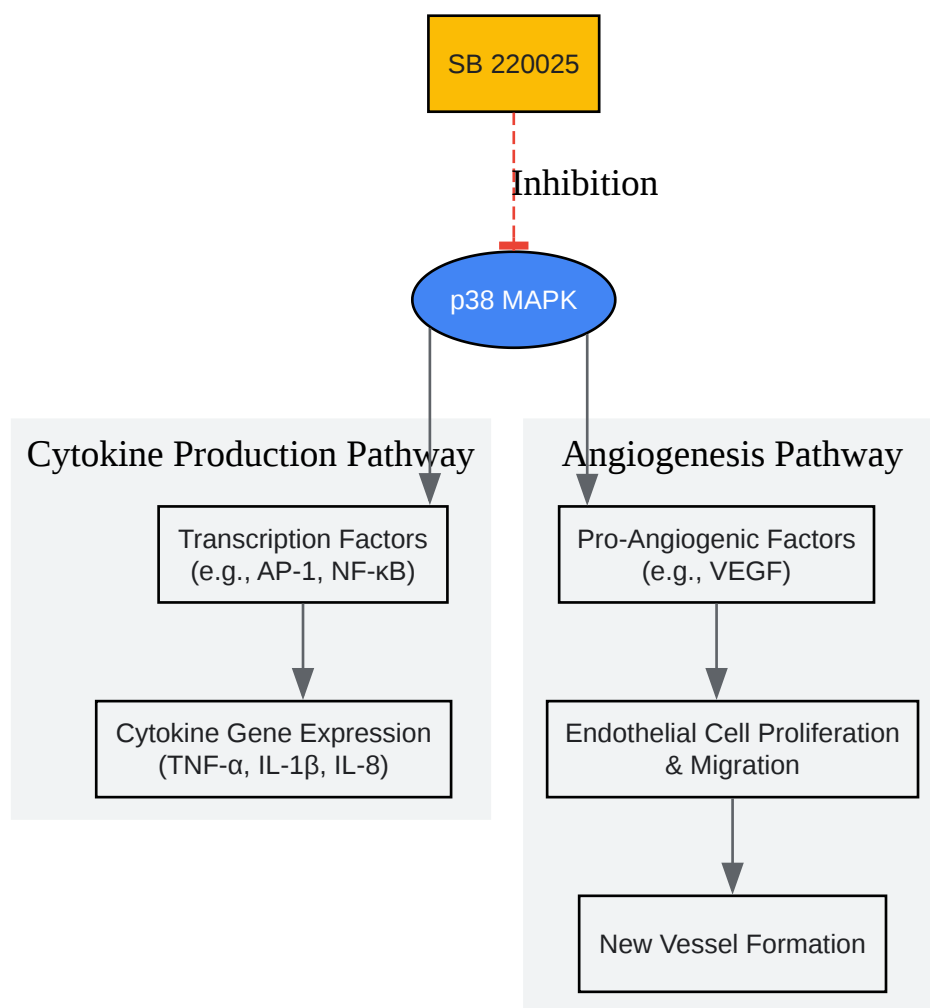 SB 220025
Inhibition
p38 MAPK
Cytokine Production Pathway
Transcription Factors
(e.g., AP-1, NF-κB)
Cytokine Gene Expression
(TNF-α, IL-1β, IL-8)
Angiogenesis Pathway
Pro-Angiogenic Factors
(e.g., VEGF)
Endothelial Cell Proliferation
& Migration
New Vessel Formation